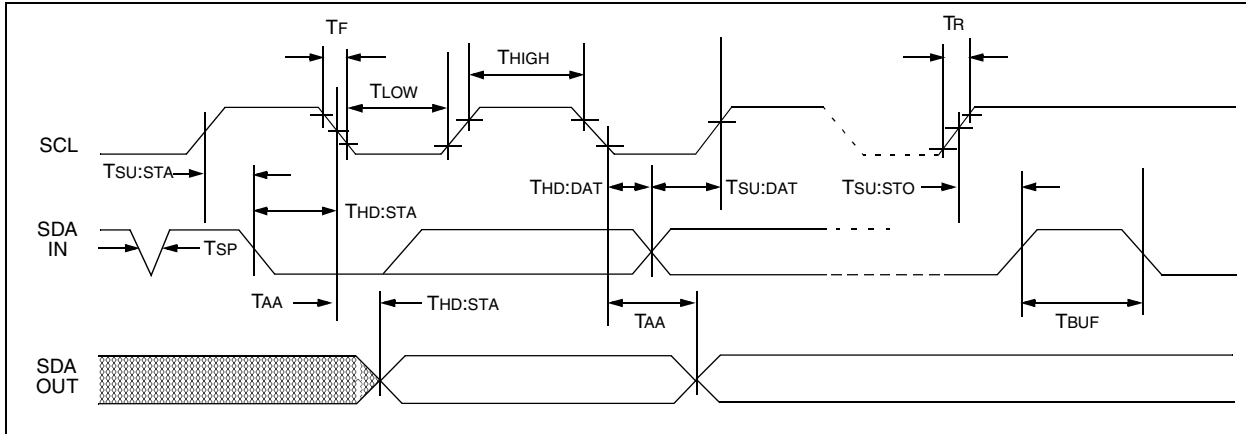 TF
TR
THIGH
TLOW
SCL
TSU:STA
THD:DAT
TSU:DAT
TSU:STO
THD:STA
SDA
IN
TSP
TAA
THD:STA
TAA
TBUF
SDA
OUT